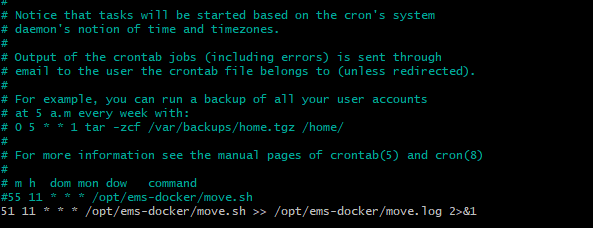 #
# Notice that tasks will be started based on the cron's system
# daemon's notion of time and timezones.
#
# Output of the crontab jobs (including errors) is sent through
# email to the user the crontab file belongs to (unless redirected).
#
# For example, you can run a backup of all your user accounts
# at 5 a.m every week with:
# 0 5 * * 1 tar -zcf /var/backups/home.tgz /home/
#
# For more information see the manual pages of crontab(5) and cron(8)
#
# m h  dom mon dow   command
#55 11 * * * /opt/ems-docker/move.sh
51 11 * * * /opt/ems-docker/move.sh >> /opt/ems-docker/move.log 2>&1